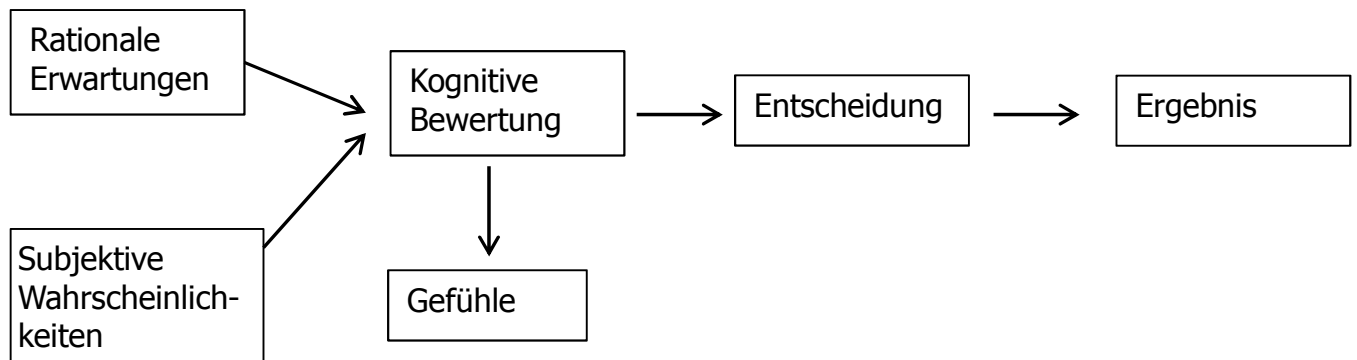 Rationale
Erwartungen
Kognitive
Bewertung
Entscheidung
Ergebnis
Subjektive
Wahrscheinlich-
keiten
Gefühle